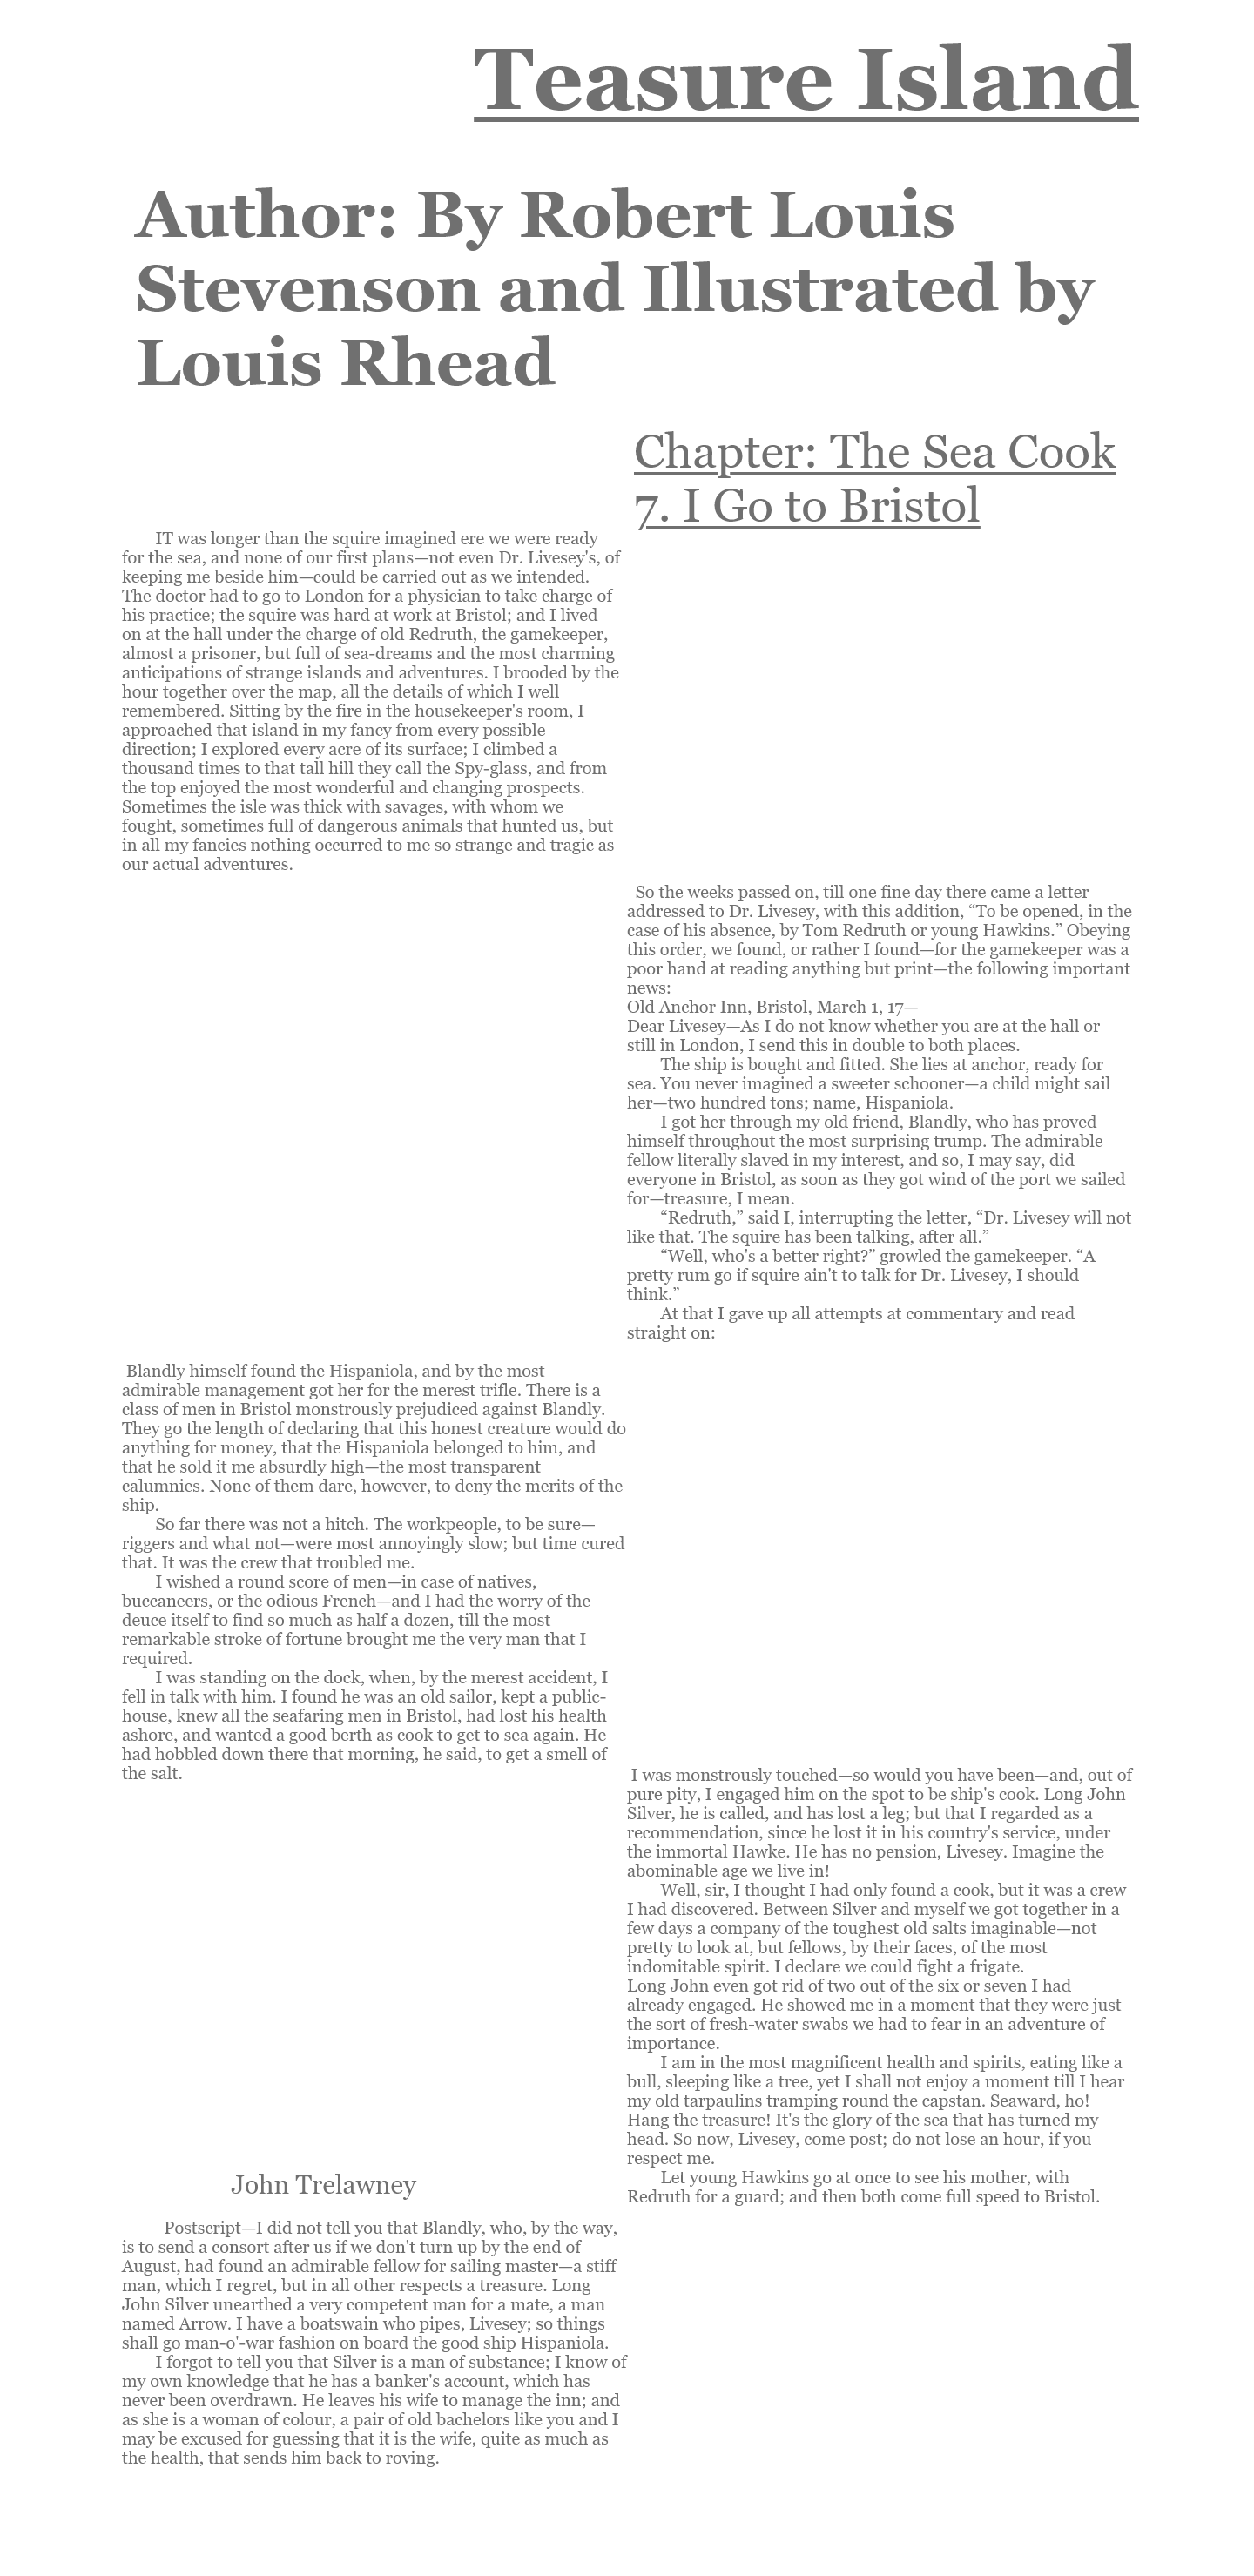 Teasure Island
Author: By Robert Louis
Stevenson and Illustrated by
Louis Rhead
Chapter: The Sea Cook
7. I Go to Bristol
IT was longer than the squire imagined ere we were ready
for the sea, and none of our first plans—not even Dr. Livesey's, of
keeping me beside him—could be carried out as we intended.
The doctor had to go to London for a physician to take charge of
his practice; the squire was hard at work at Bristol; and I lived
on at the hall under the charge of old Redruth, the gamekeeper,
almost a prisoner, but full of sea-dreams and the most charming
anticipations of strange islands and adventures. I brooded by the
hour together over the map, all the details of which I well
remembered. Sitting by the fire in the housekeeper's room, I
approached that island in my fancy from every possible
direction; I explored every acre of its surface; I climbed a
thousand times to that tall hill they call the Spy-glass, and from
the top enjoyed the most wonderful and changing prospects.
Sometimes the isle was thick with savages, with whom we
fought, sometimes full of dangerous animals that hunted us, but
in all my fancies nothing occurred to me so strange and tragic as
our actual adventures.
So the weeks passed on, till one fine day there came a letter
addressed to Dr. Livesey, with this addition, “To be opened, in the
case of his absence, by Tom Redruth or young Hawkins.” Obeying
this order, we found, or rather I found—for the gamekeeper was a
poor hand at reading anything but print—the following important
news:
Old Anchor Inn, Bristol, March 1, 17—
Dear Livesey—As I do not know whether you are at the hall or
still in London, I send this in double to both places.
The ship is bought and fitted. She lies at anchor, ready for
sea. You never imagined a sweeter schooner—a child might sail
her—two hundred tons; name, Hispaniola.
I got her through my old friend, Blandly, who has proved
himself throughout the most surprising trump. The admirable
fellow literally slaved in my interest, and so, I may say, did
everyone in Bristol, as soon as they got wind of the port we sailed
for—treasure, I mean.
“Redruth,” said I, interrupting the letter, “Dr. Livesey will not
like that. The squire has been talking, after all.”
“Well, who's a better right?” growled the gamekeeper. “A
pretty rum go if squire ain't to talk for Dr. Livesey, I should
think.”
At that I gave up all attempts at commentary and read
straight on:
Blandly himself found the Hispaniola, and by the most
admirable management got her for the merest trifle. There is a
class of men in Bristol monstrously prejudiced against Blandly.
They go the length of declaring that this honest creature would do
anything for money, that the Hispaniola belonged to him, and
that he sold it me absurdly high—the most transparent
calumnies. None of them dare, however, to deny the merits of the
ship.
So far there was not a hitch. The workpeople, to be sure—
riggers and what not—were most annoyingly slow; but time cured
that. It was the crew that troubled me.
I wished a round score of men—in case of natives,
buccaneers, or the odious French—and I had the worry of the
deuce itself to find so much as half a dozen, till the most
remarkable stroke of fortune brought me the very man that I
required.
I was standing on the dock, when, by the merest accident, I
fell in talk with him. I found he was an old sailor, kept a public-
house, knew all the seafaring men in Bristol, had lost his health
ashore, and wanted a good berth as cook to get to sea again. He
had hobbled down there that morning, he said, to get a smell of
the salt.
I was monstrously touched—so would you have been—and, out of
pure pity, I engaged him on the spot to be ship's cook. Long John
Silver, he is called, and has lost a leg; but that I regarded as a
recommendation, since he lost it in his country's service, under
the immortal Hawke. He has no pension, Livesey. Imagine the
abominable age we live in!
Well, sir, I thought I had only found a cook, but it was a crew
I had discovered. Between Silver and myself we got together in a
few days a company of the toughest old salts imaginable—not
pretty to look at, but fellows, by their faces, of the most
indomitable spirit. I declare we could fight a frigate.
Long John even got rid of two out of the six or seven I had
already engaged. He showed me in a moment that they were just
the sort of fresh-water swabs we had to fear in an adventure of
importance.
I am in the most magnificent health and spirits, eating like a
bull, sleeping like a tree, yet I shall not enjoy a moment till I hear
my old tarpaulins tramping round the capstan. Seaward, ho!
Hang the treasure! It's the glory of the sea that has turned my
head. So now, Livesey, come post; do not lose an hour, if you
respect me.
Let young Hawkins go at once to see his mother, with
Redruth for a guard; and then both come full speed to Bristol.
John Trelawney
Postscript—I did not tell you that Blandly, who, by the way,
is to send a consort after us if we don't turn up by the end of
August, had found an admirable fellow for sailing master—a stiff
man, which I regret, but in all other respects a treasure. Long
John Silver unearthed a very competent man for a mate, a man
named Arrow. I have a boatswain who pipes, Livesey; so things
shall go man-o'-war fashion on board the good ship Hispaniola.
I forgot to tell you that Silver is a man of substance; I know of
my own knowledge that he has a banker's account, which has
never been overdrawn. He leaves his wife to manage the inn; and
as she is a woman of colour, a pair of old bachelors like you and I
may be excused for guessing that it is the wife, quite as much as
the health, that sends him back to roving.